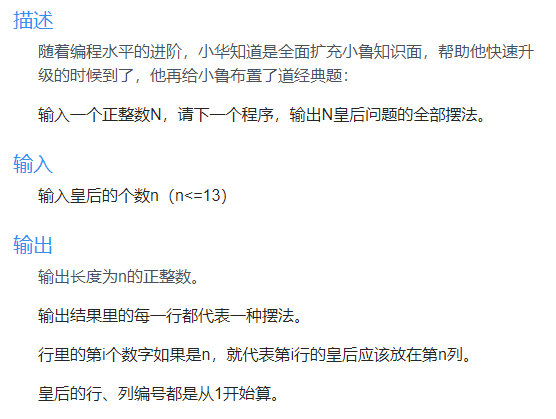 描述
随着编程水平的进阶，小华知道是全面扩充小鲁知识面，帮助他快速升
级的时候到了，他再给小鲁布置了道经典题：
输入一个正整数N，请下一个程序，输出N皇后问题的全部摆法。
输入
输入皇后的个数n（n<=13）
输出
输出长度为n的正整数。
输出结果里的每一行都代表一种摆法。
行里的第i个数字如果是n，就代表第i行的皇后应该放在第n列。
皇后的行、列编号都是从1开始算。